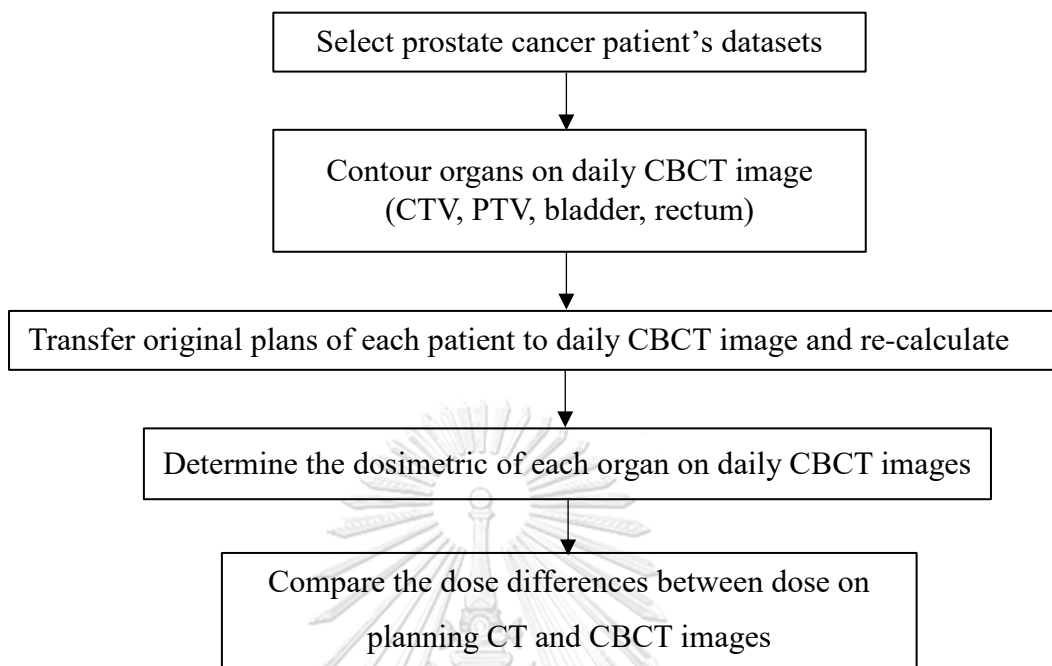 Select prostate cancer patient’s datasets
Contour organs on daily CBCT image
(CTV, PTV, bladder, rectum)
Transfer original plans of each patient to daily CBCT image and re-calculate
Determine the dosimetric of each organ on daily CBCT images
Compare the dose differences between dose on
planning CT and CBCT images